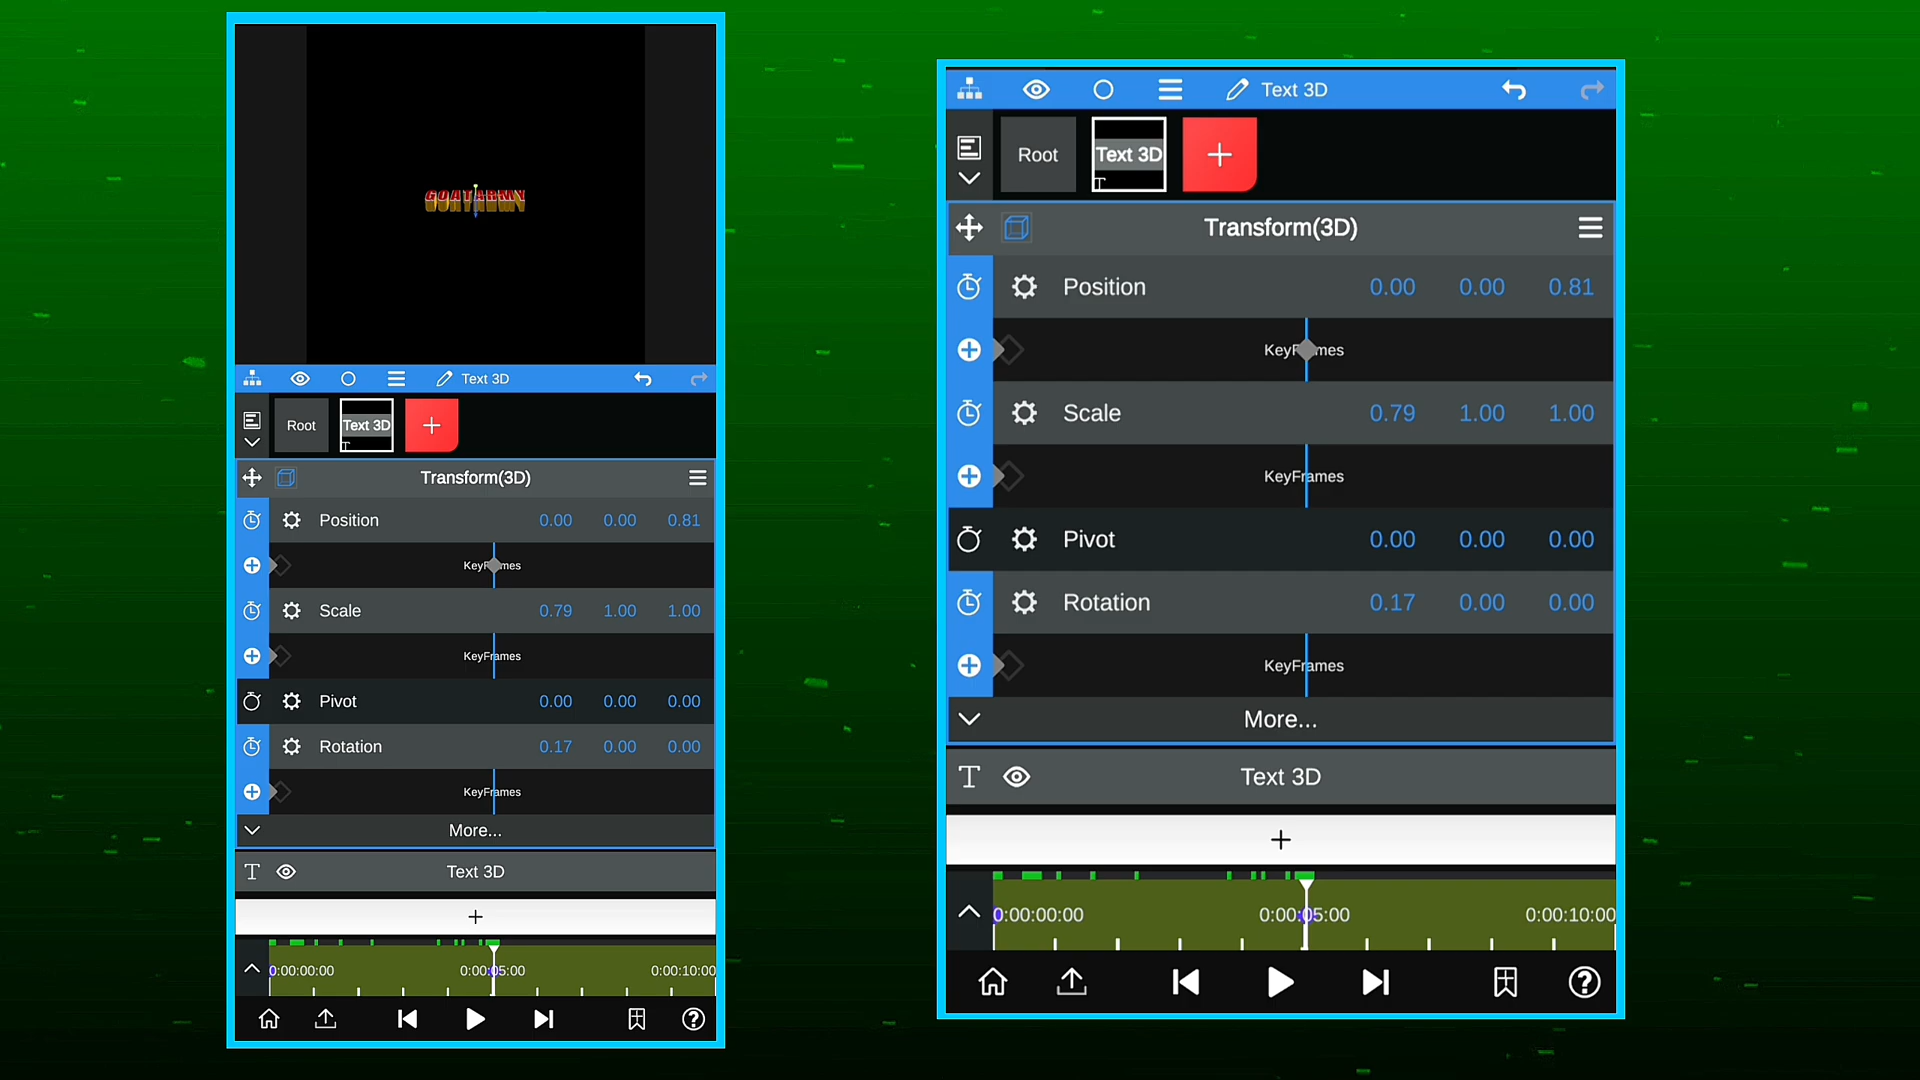 GOATARMY
Text 3D
Root
Text 3D
T
Transform(3D)
Position 0.00 0.00 0.81
KeyFrames
Scale 0.79 1.00 1.00
KeyFrames
Pivot 0.00 0.00 0.00
Rotation 0.17 0.00 0.00
KeyFrames
More...
T Text 3D
0:00:00:00 0:00:05:00 0:00:10:00
Text 3D
Root
Text 3D
T
Transform(3D)
Position 0.00 0.00 0.81
KeyFrames
Scale 0.79 1.00 1.00
KeyFrames
Pivot 0.00 0.00 0.00
Rotation 0.17 0.00 0.00
KeyFrames
More...
T Text 3D
0:00:00:00 0:00:05:00 0:00:10:00